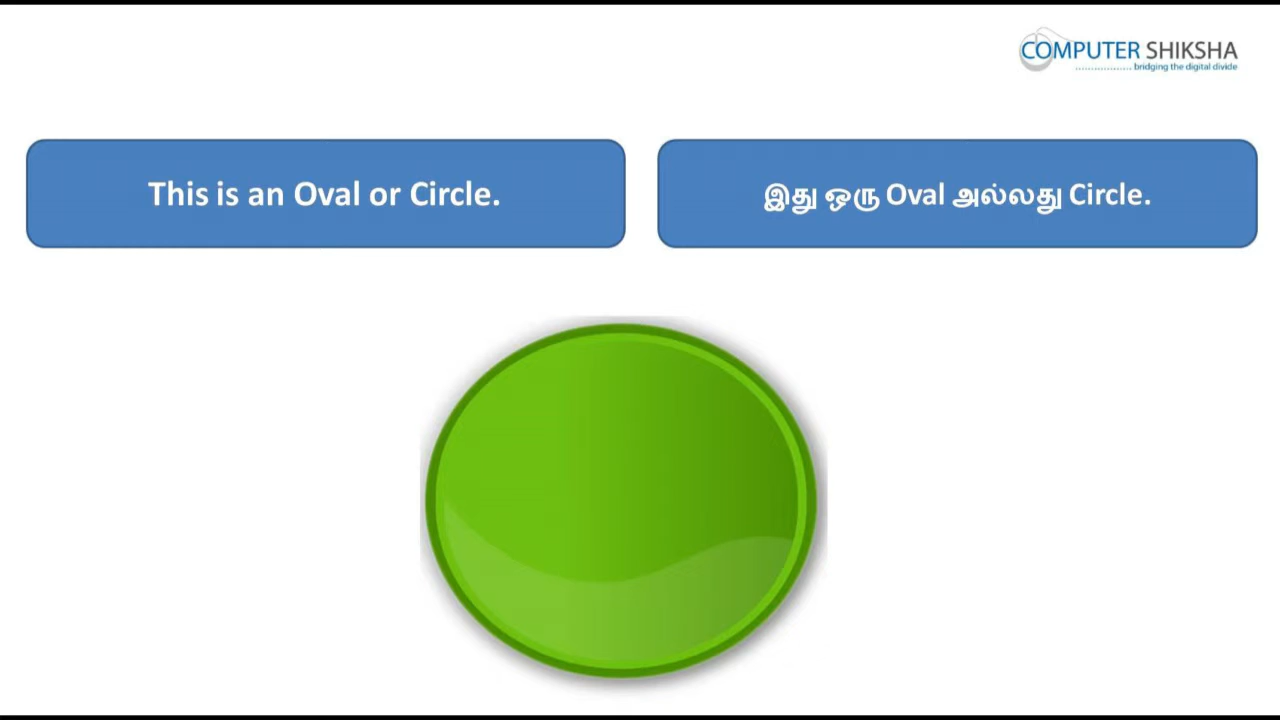 COMPUTER SHIKSHA
bridging the digital divide
This is an Oval or Circle.
இது ஒரு Oval அல்லது Circle.